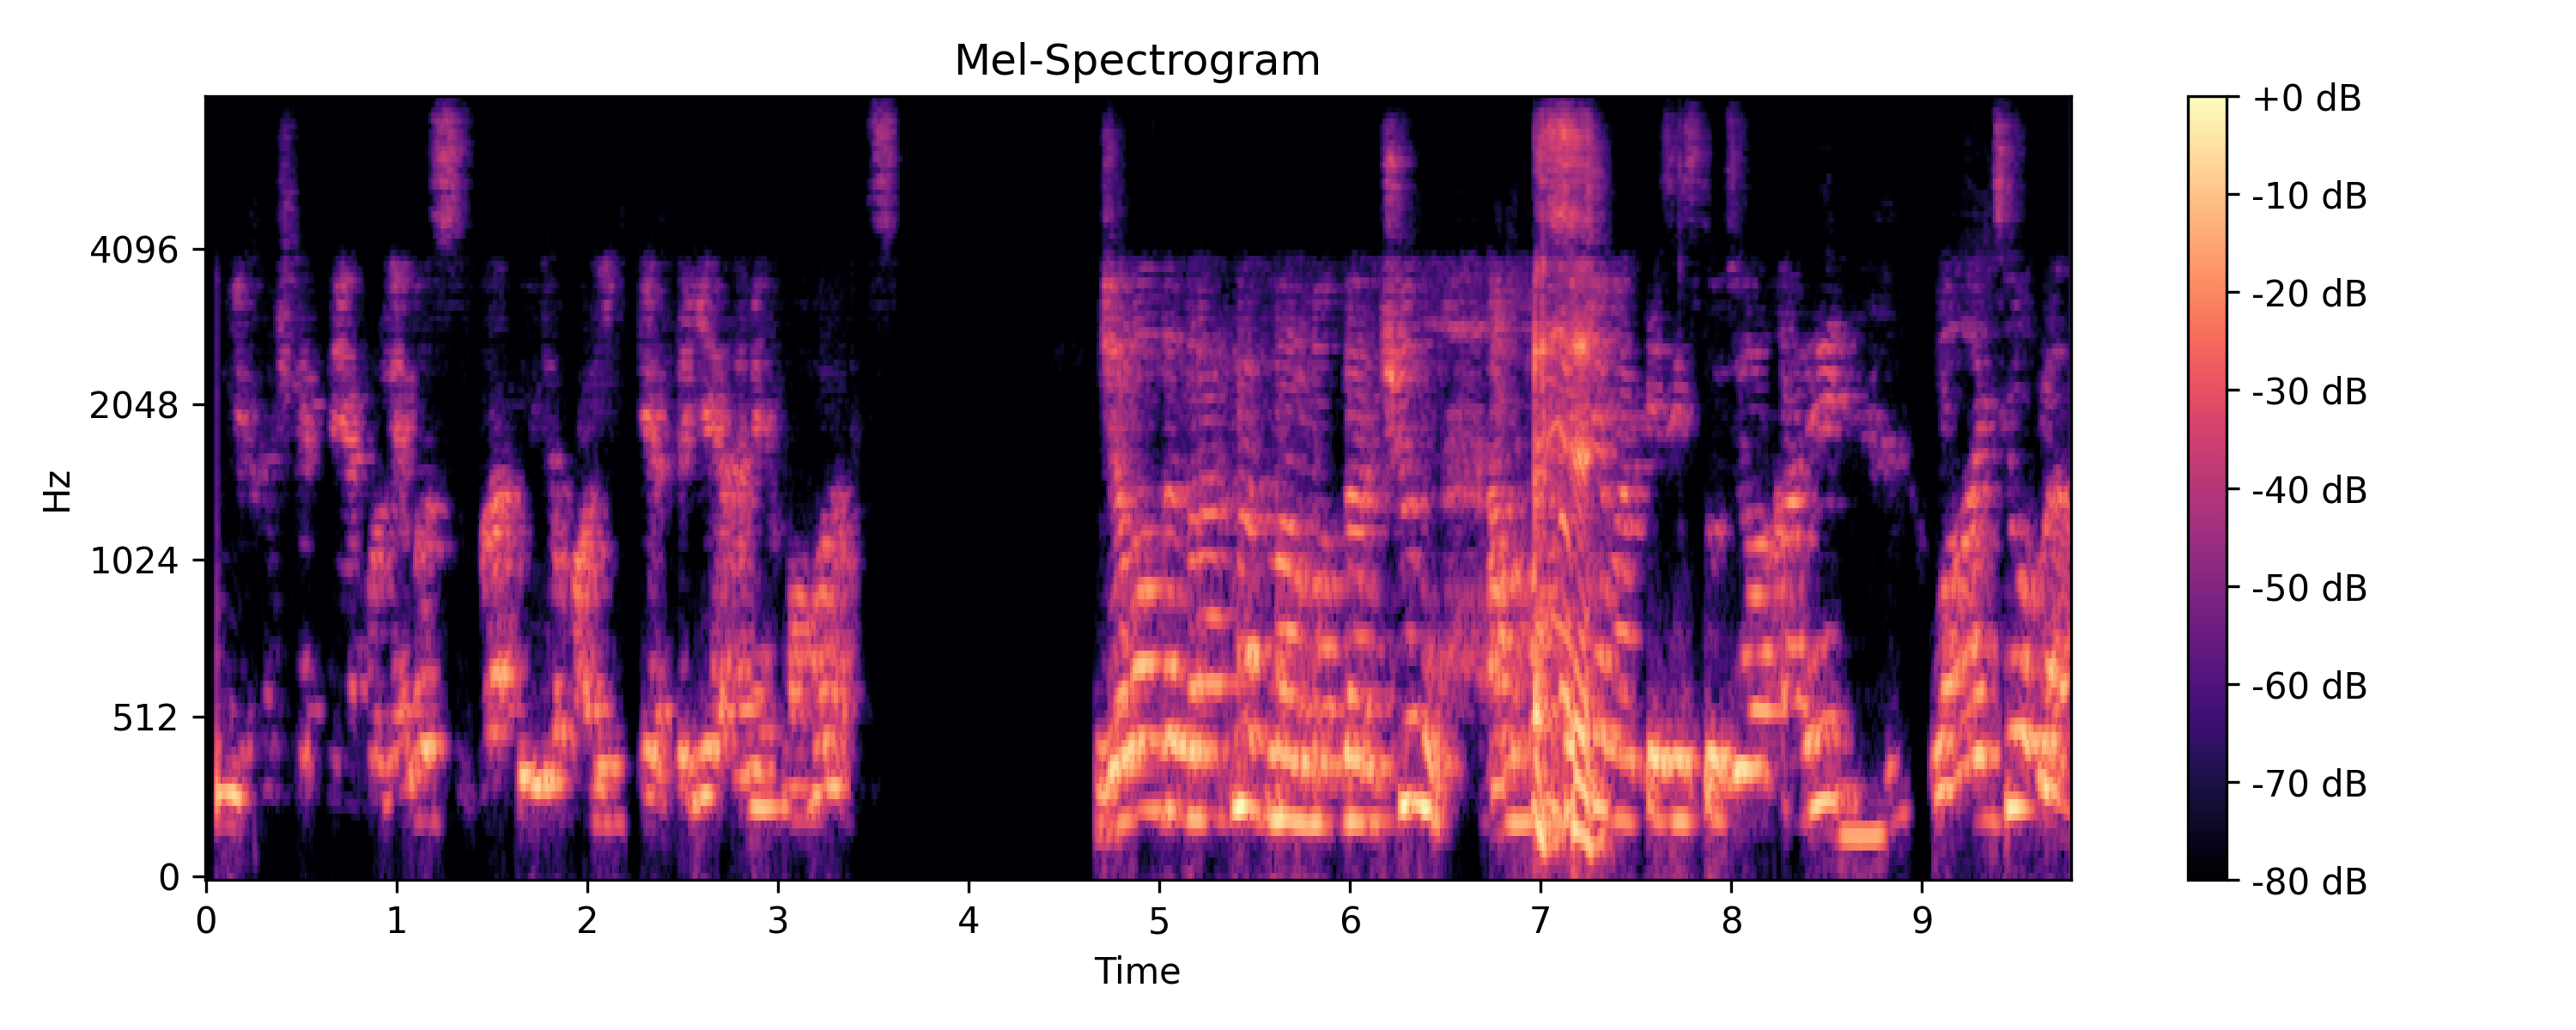 Mel-Spectrogram
+0 dB
-10 dB
-20 dB
-30 dB
-40 dB
-50 dB
-60 dB
-70 dB
-80 dB
Hz
4096
2048
1024
512
0
0 1 2 3 4 5 6 7 8 9
Time